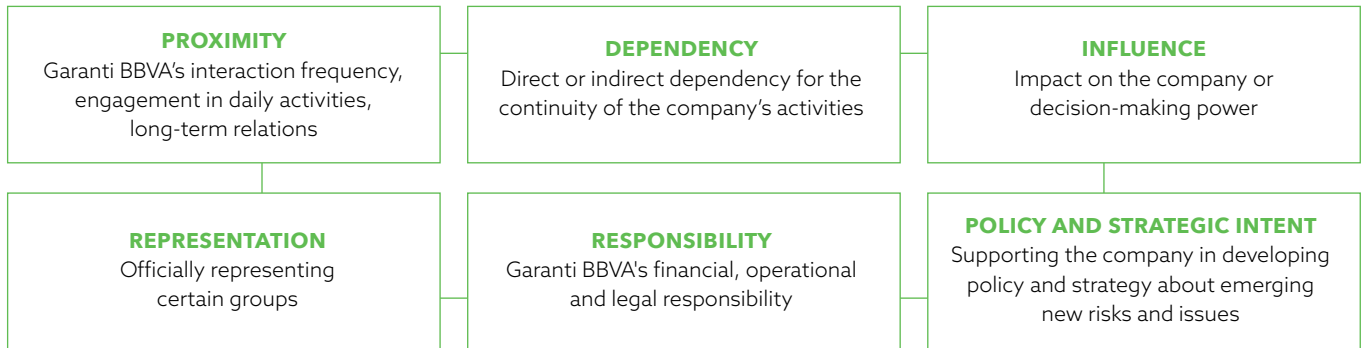 PROXIMITY
Garanti BBVA’s interaction frequency,
engagement in daily activities,
long-term relations
DEPENDENCY
Direct or indirect dependency for the
continuity of the company’s activities
INFLUENCE
Impact on the company or
decision-making power
REPRESENTATION
Officially representing
certain groups
RESPONSIBILITY
Garanti BBVA's financial, operational
and legal responsibility
POLICY AND STRATEGIC INTENT
Supporting the company in developing
policy and strategy about emerging
new risks and issues